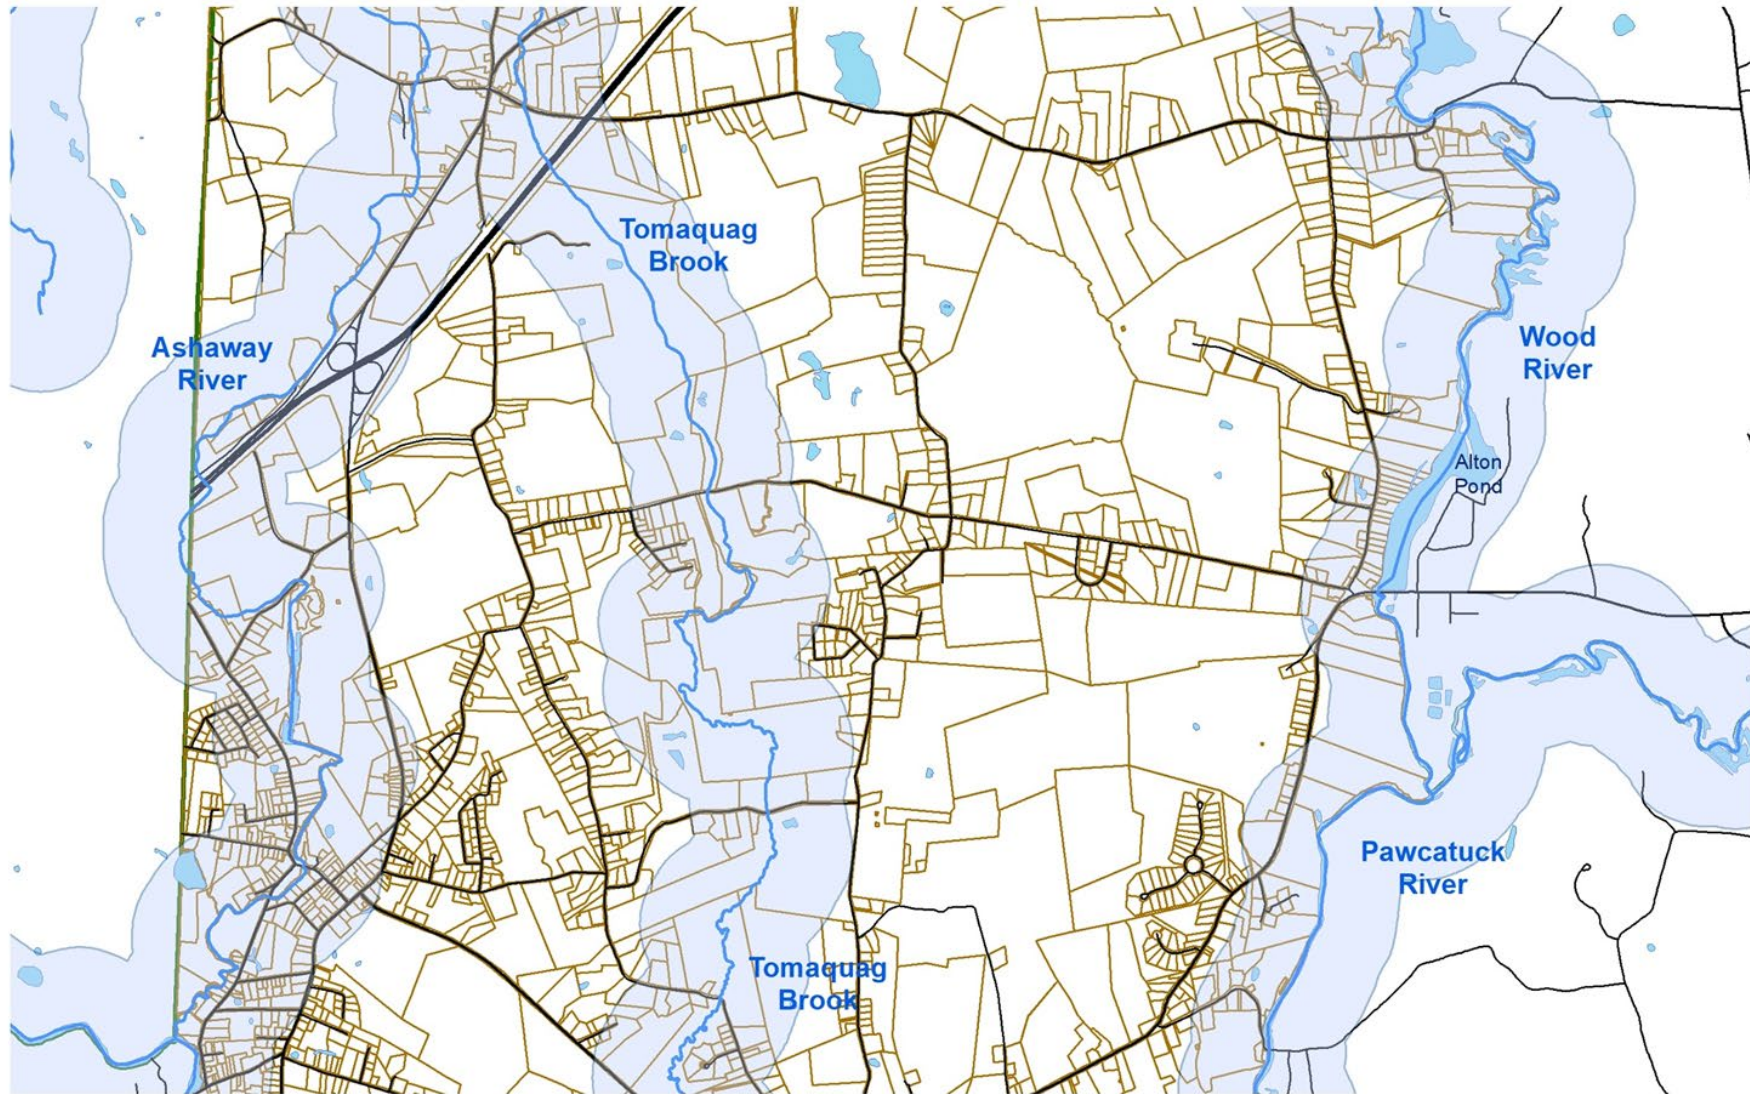 Tomaquag
Brook
Ashaway
River
Wood
River
Alton
Pond
Pawcatuck
River
Tomaquag
Brook